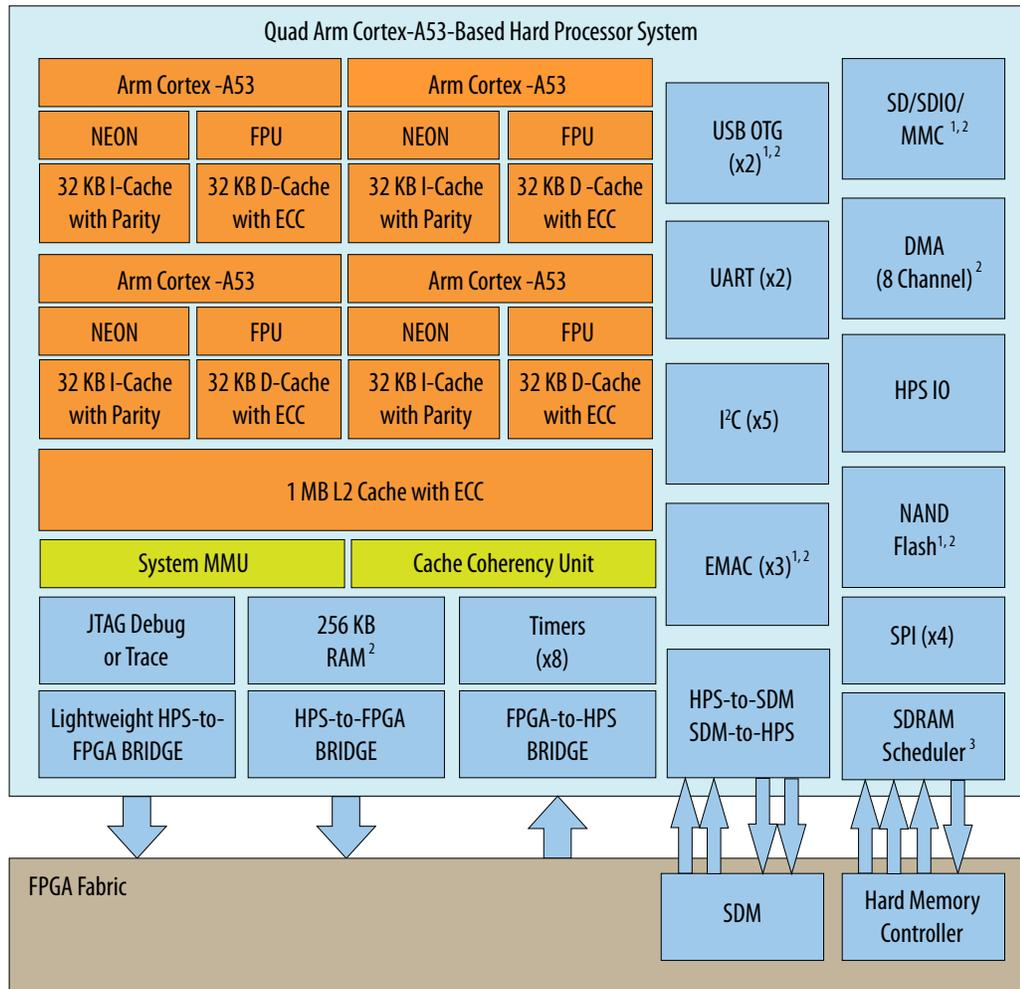 Quad Arm Cortex-A53-Based Hard Processor System
Arm Cortex -A53
Arm Cortex -A53
NEON
FPU
NEON
FPU
32 KB I-Cache
with Parity
32 KB D-Cache
with ECC
32 KB I-Cache
with Parity
32 KB D -Cache
with ECC
Arm Cortex -A53
Arm Cortex -A53
NEON
FPU
NEON
FPU
32 KB I-Cache
with Parity
32 KB D-Cache
with ECC
32 KB I-Cache
with Parity
32 KB D-Cache
with ECC
1 MB L2 Cache with ECC
System MMU
Cache Coherency Unit
JTAG Debug
or Trace
256 KB
RAM 2
Timers
(x8)
Lightweight HPS-to-
FPGA BRIDGE
HPS-to-FPGA
BRIDGE
FPGA-to-HPS
BRIDGE
USB OTG
(x2) 1, 2
UART (x2)
I²C (x5)
EMAC (x3) 1, 2
HPS-to-SDM
SDM-to-HPS
SD/SDIO/
MMC 1, 2
DMA
(8 Channel) 2
HPS IO
NAND
Flash 1, 2
SPI (x4)
SDRAM
Scheduler 3
FPGA Fabric
SDM
Hard Memory
Controller